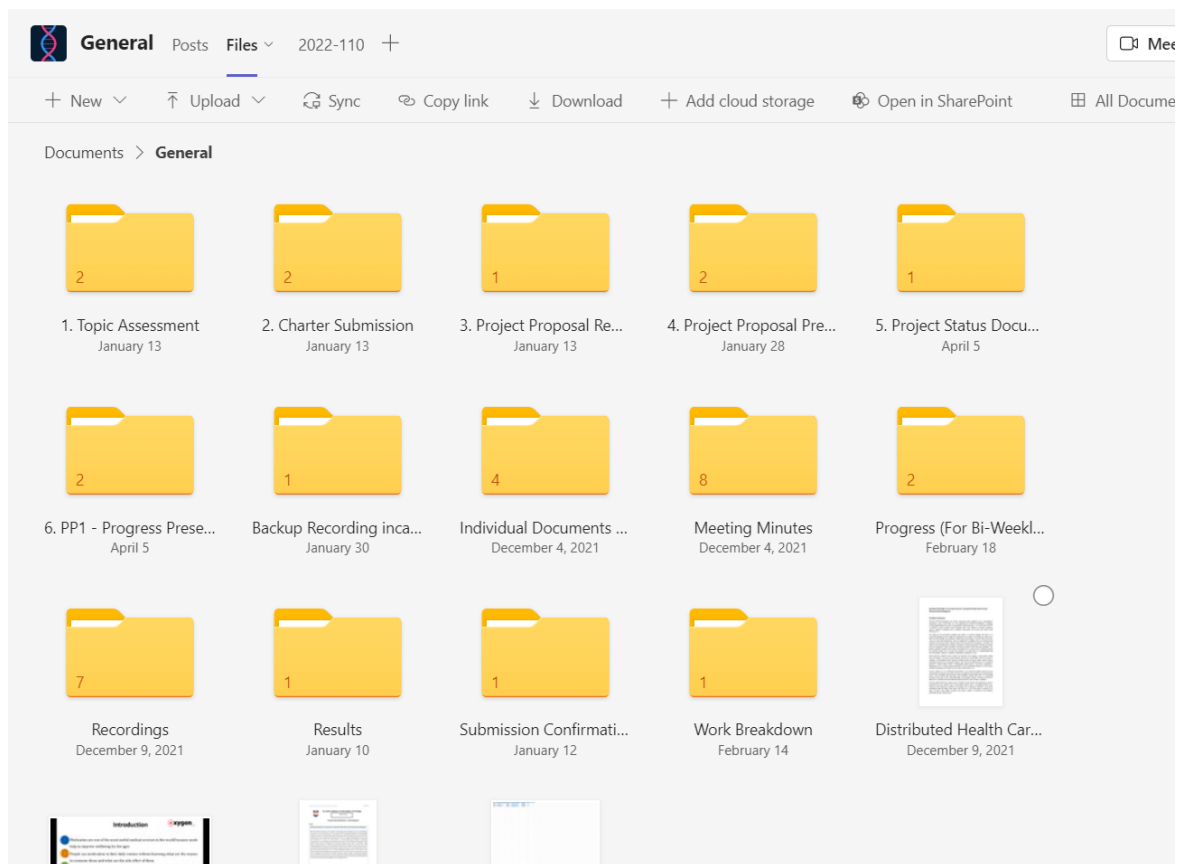 General Posts Files 2022-110
Mee
New Upload Sync Copy link Download Add cloud storage Open in SharePoint All Docume
Documents > General
2 2 1 2 1
1. Topic Assessment 2. Charter Submission 3. Project Proposal Re... 4. Project Proposal Pre... 5. Project Status Docu...
January 13 January 13 January 13 January 28 April 5
2 1 4 8 2
6. PP1 - Progress Prese... Backup Recording inca... Individual Documents ... Meeting Minutes Progress (For Bi-Weekl...
April 5 January 30 December 4, 2021 December 4, 2021 February 18
7 1 1 1
Recordings Results Submission Confirmati... Work Breakdown Distributed Health Car...
December 9, 2021 January 10 January 12 February 14 December 9, 2021
Introduction